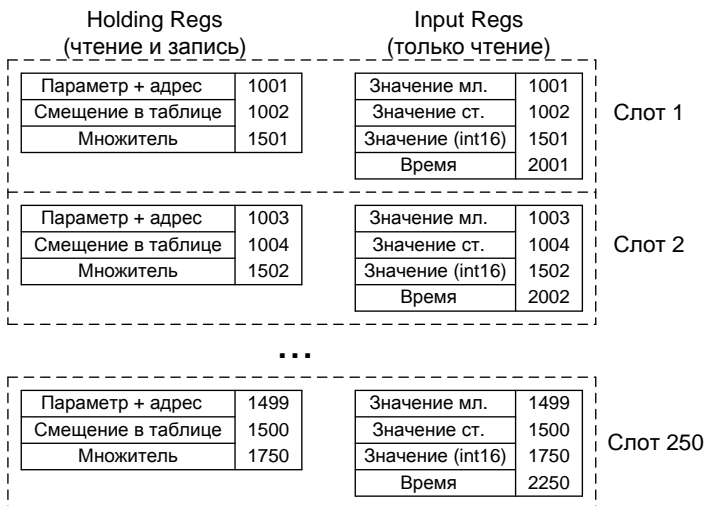 Holding Regs
(чтение и запись)
Input Regs
(только чтение)
Параметр + адрес 1001
Смещение в таблице 1002
Множитель 1501
Значение мл. 1001
Значение ст. 1002
Значение (int16) 1501
Время 2001
Слот 1
Параметр + адрес 1003
Смещение в таблице 1004
Множитель 1502
Значение мл. 1003
Значение ст. 1004
Значение (int16) 1502
Время 2002
Слот 2
...
Параметр + адрес 1499
Смещение в таблице 1500
Множитель 1750
Значение мл. 1499
Значение ст. 1500
Значение (int16) 1750
Время 2250
Слот 250